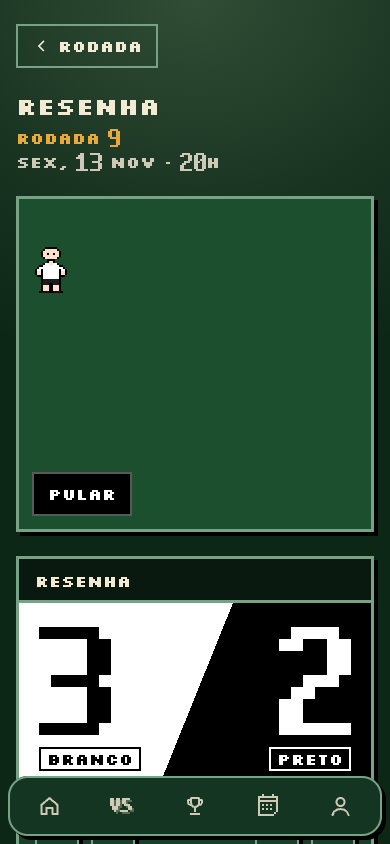 RODADA
RESENHA
RODADA 9
SEX, 13 NOV · 20H
PULAR
RESENHA
3 2
BRANCO PRETO
VS